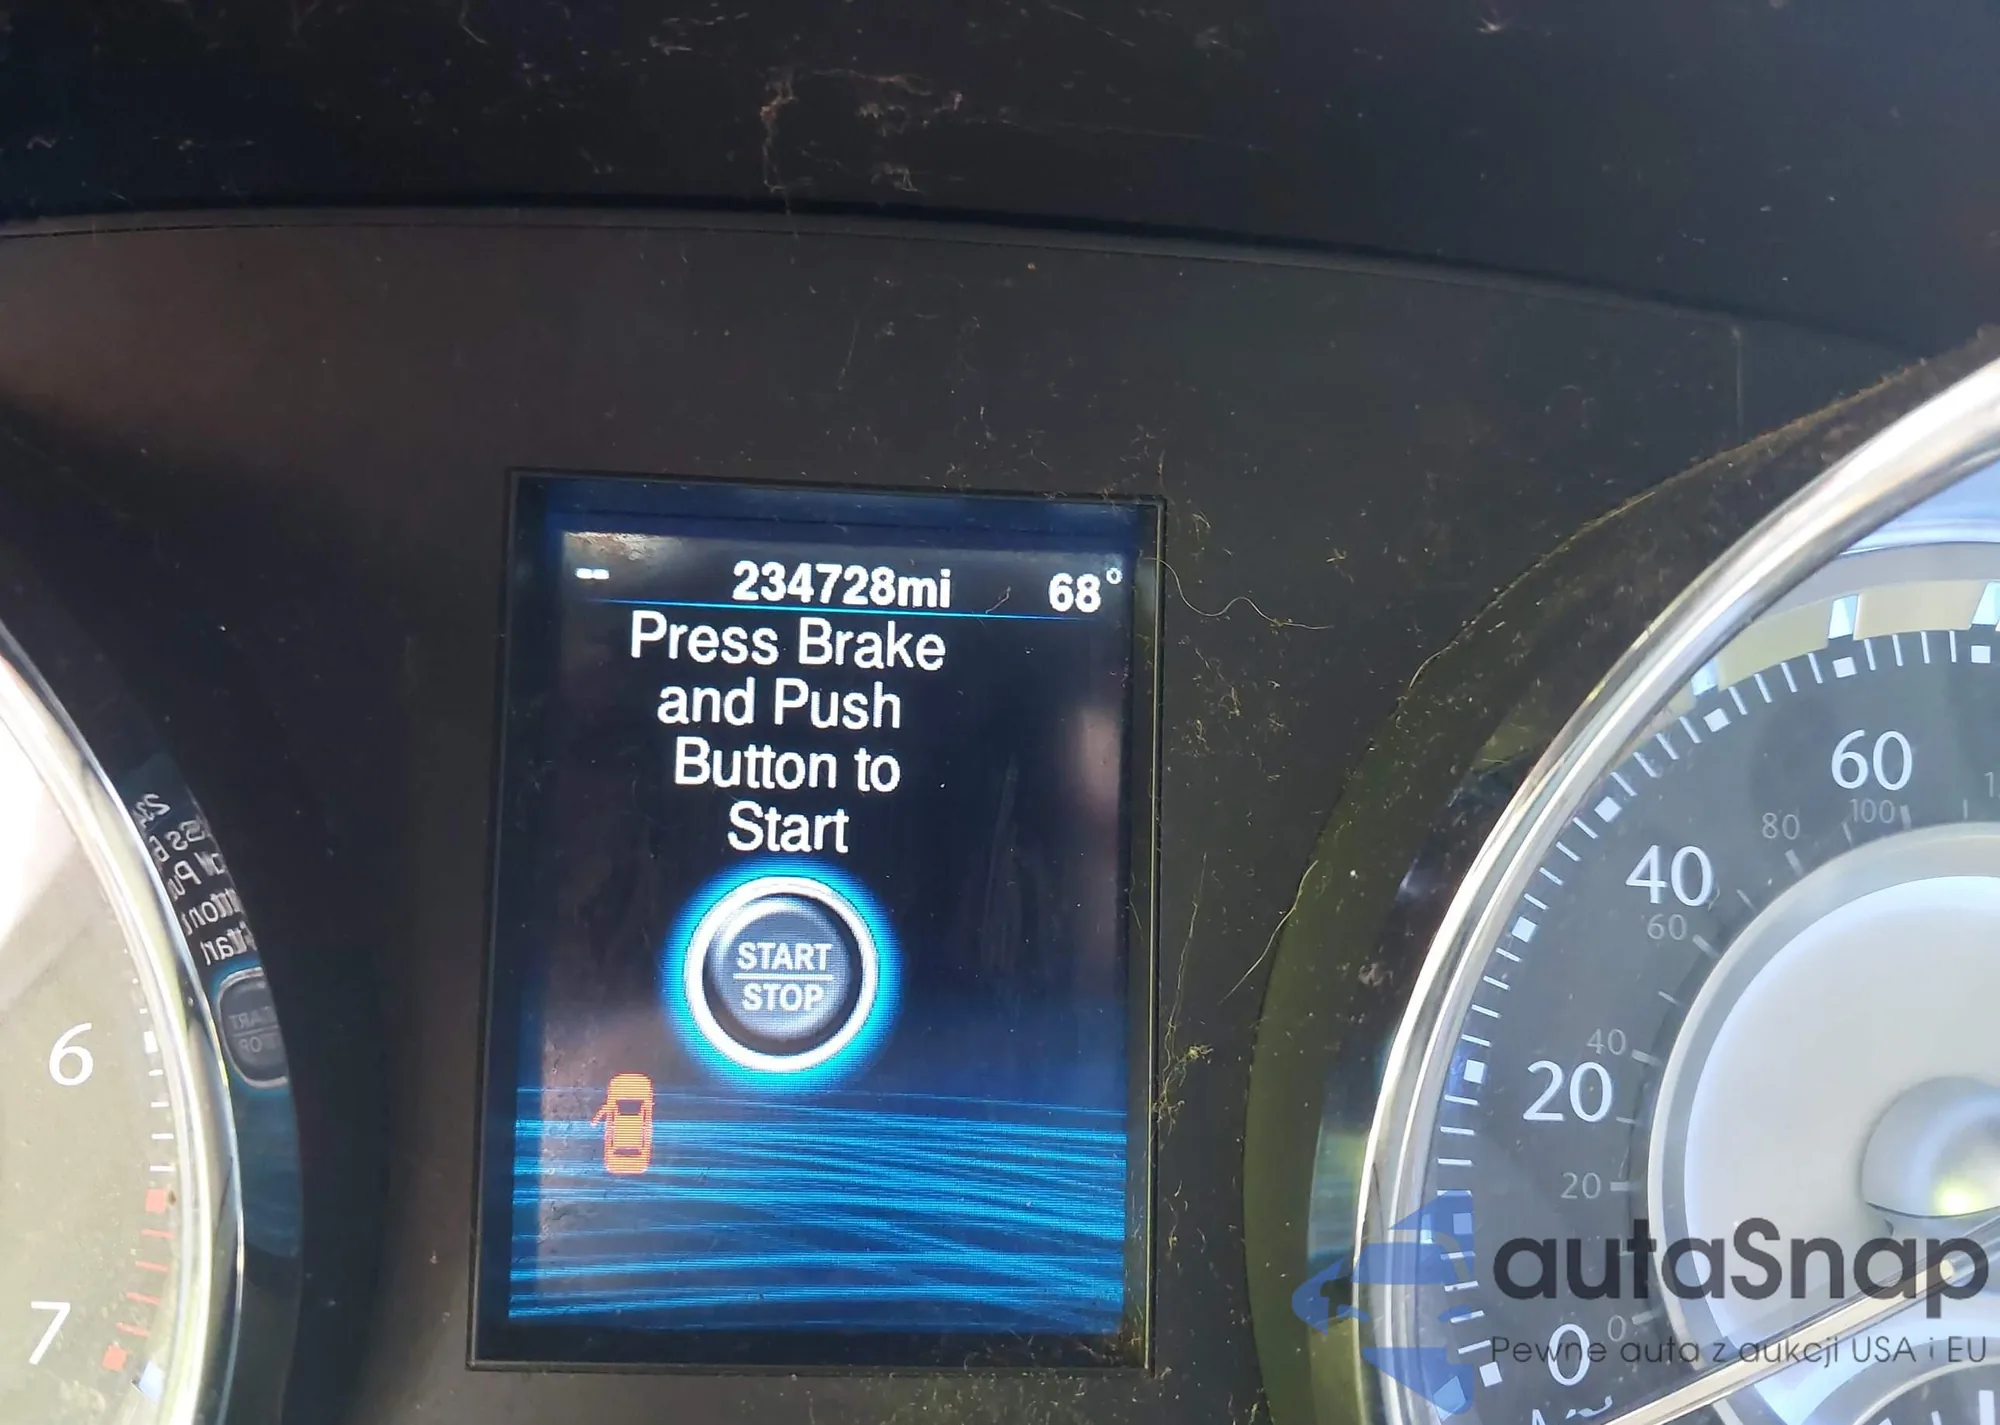 -- 234728mi 68°
Press Brake
and Push
Button to
Start
START
STOP
6
7
60
100
80
40
60
40
20
20
0
0
autaSnap
Pewne auta z aukcji USA i EU